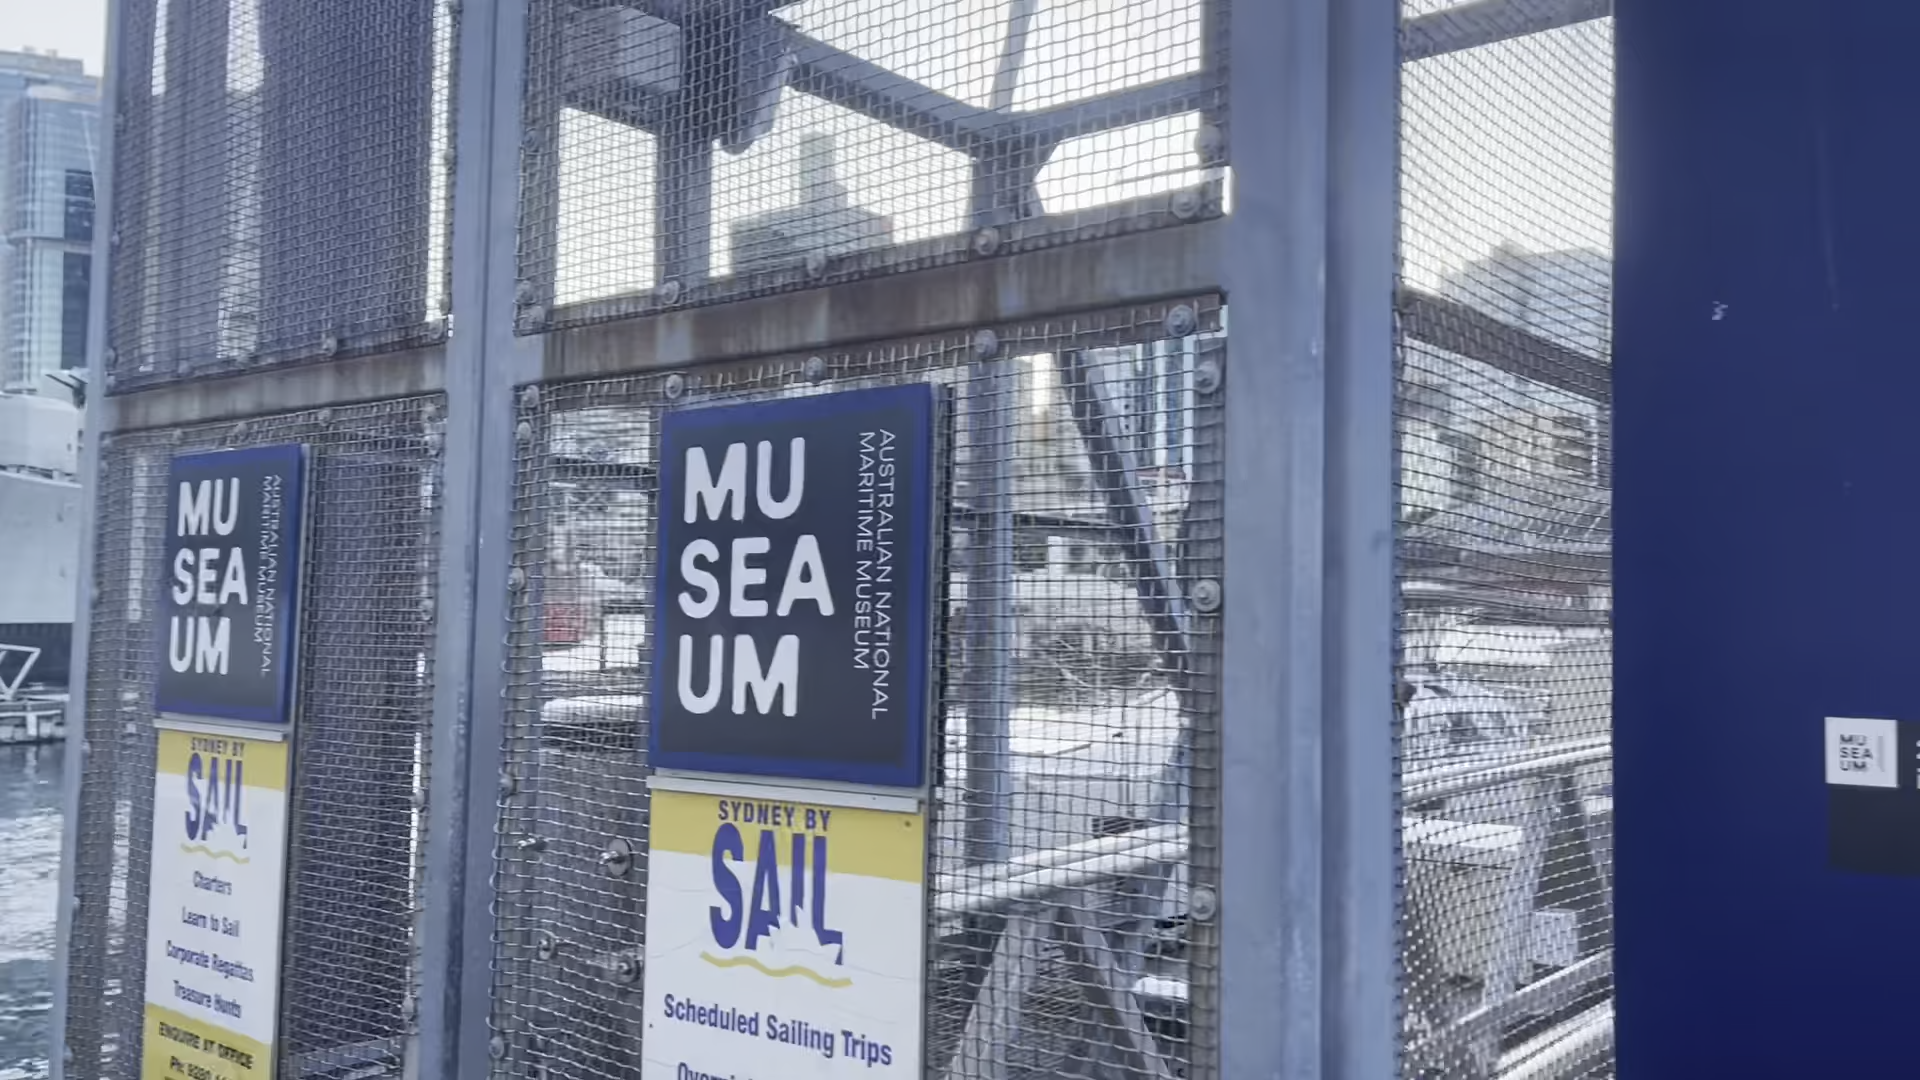 MU
SEA
UM
AUSTRALIAN NATIONAL
MARITIME MUSEUM
SYDNEY BY
SAIL
Charters
Learn to Sail
Corporate Regattas
Treasure Hunts
ENQUIRE AT OFFICE
MU
SEA
UM
AUSTRALIAN NATIONAL
MARITIME MUSEUM
SYDNEY BY
SAIL
Scheduled Sailing Trips
MU
SEA
UM